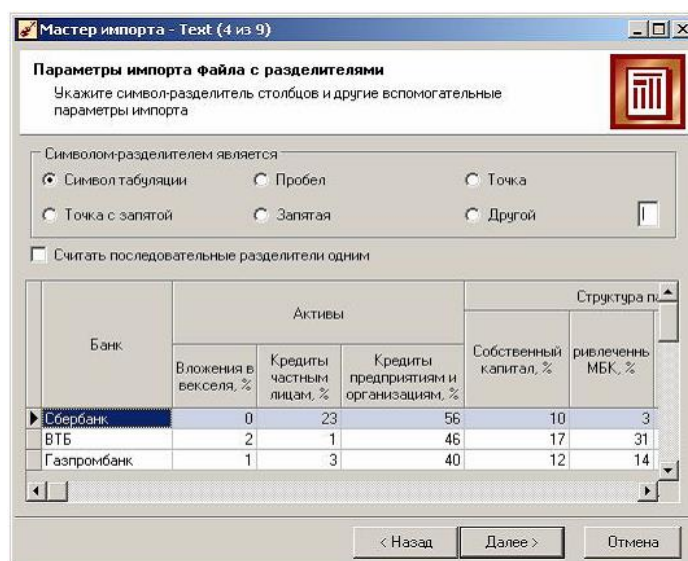 Мастер импорта - Text (4 из 9)
Параметры импорта файла с разделителями
Укажите символ-разделитель столбцов и другие вспомогательные
параметры импорта
Символом-разделителем является
Символ табуляции Пробел Точка
Точка с запятой Запятая Другой
Считать последовательные разделители одним
Банк Активы Структура па
Вложения в векселя, % Кредиты частным лицам, % Кредиты предприятиям и организациям, % Собственный капитал, % ривлеченнь МБК, %
Сбербанк 0 23 56 10 3
ВТБ 2 1 46 17 31
Газпромбанк 1 3 40 12 14
< Назад Далее > Отмена